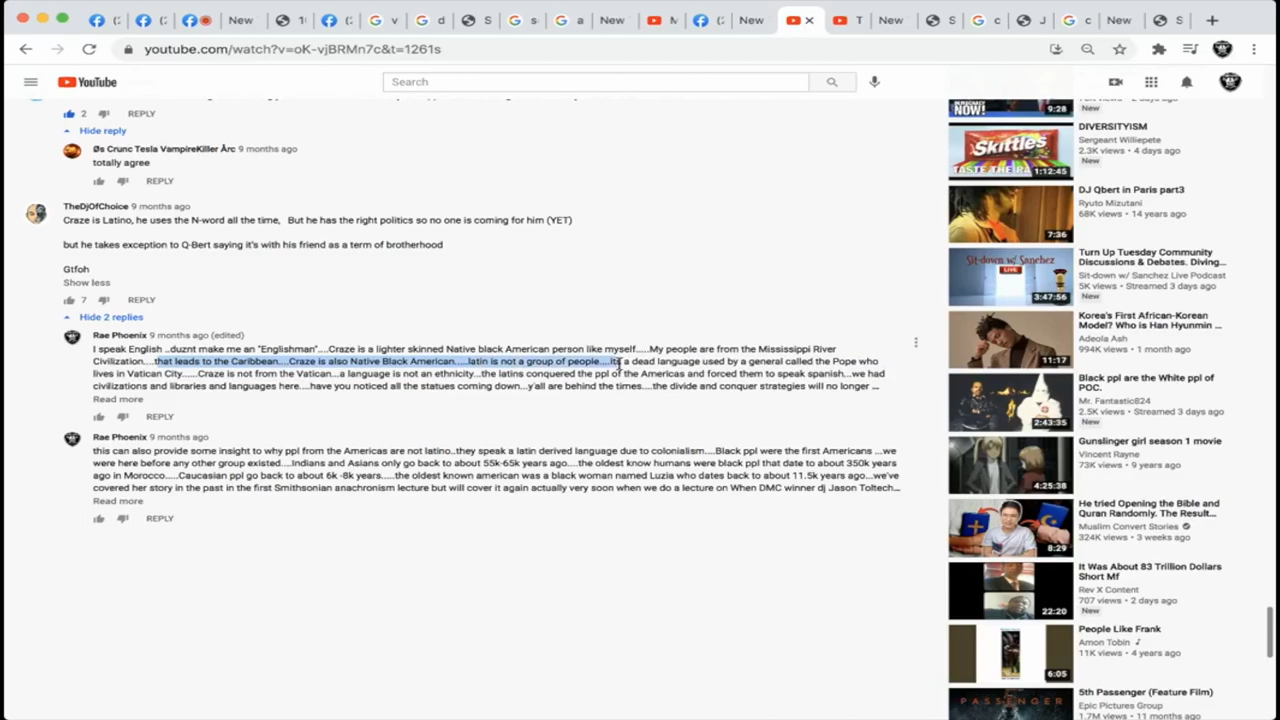 New
New
New
T
New
New
youtube.com/watch?v=oK-vjBRMn7c&t=1261s
YouTube
Search
2
REPLY
Hide reply
Øs Crunc Tesla VampireKiller Årc 9 months ago
totally agree
REPLY
TheDjOfChoice 9 months ago
Craze is Latino, he uses the N-word all the time, But he has the right politics so no one is coming for him (YET)
but he takes exception to Q-Bert saying it's with his friend as a term of brotherhood
Gtfoh
Show less
7
REPLY
Hide 2 replies
Rae Phoenix 9 months ago (edited)
I speak English ..duznt make me an "Englishman"....Craze is a lighter skinned Native black American person like myself.....My people are from the Mississippi River
Civilization....that leads to the Caribbean....Craze is also Native Black American.....latin is not a group of people....its a dead language used by a general called the Pope who
lives in Vatican City......Craze is not from the Vatican...a language is not an ethnicity...the latins conquered the ppl of the Americas and forced them to speak spanish...we had
civilizations and libraries and languages here....have you noticed all the statues coming down...y'all are behind the times....the divide and conquer strategies will no longer ...
Read more
REPLY
Rae Phoenix 9 months ago
this can also provide some insight to why ppl from the Americas are not latino..they speak a latin derived language due to colonialism....Black ppl were the first Americans ...we
were here before any other group existed....Indians and Asians only go back to about 55k-65k years ago....the oldest know humans were black ppl that date to about 350k years
ago in Morocco.....Caucasian ppl go back to about 6k -8k years.....the oldest known american was a black woman named Luzia who dates back to about 11.5k years ago...we've
covered her story in the past in the first Smithsonian anachronism lecture but will cover it again actually very soon when we do a lecture on When DMC winner dj Jason Toltech...
Read more
REPLY
DEMOCRACY
NOW!
9:28
New
Skittles
TASTE THE RA
1:12:45
DIVERSITYISM
Sergeant Williepete
2.3K views • 4 days ago
New
7:36
DJ Qbert in Paris part3
Ryuto Mizutani
68K views • 14 years ago
Sit-down w/ Sanchez
LIVE
3:47:56
Turn Up Tuesday Community
Discussions & Debates. Diving...
Sit-down w/ Sanchez Live Podcast
5K views • Streamed 3 days ago
New
11:17
Korea's First African-Korean
Model? Who is Han Hyunmin ...
Adeola Ash
994K views • 1 month ago
2:43:35
Black ppl are the White ppl of
POC.
Mr. Fantastic824
2.5K views • Streamed 3 days ago
New
4:25:38
Gunslinger girl season 1 movie
Vincent Rayne
73K views • 9 years ago
8:29
He tried Opening the Bible and
Quran Randomly. The Result...
Muslim Convert Stories
324K views • 3 weeks ago
22:20
It Was About 83 Trillion Dollars
Short Mf
Rev X Content
707 views • 2 days ago
New
6:05
People Like Frank
Amon Tobin
11K views • 4 years ago
PASSENGER
5th Passenger (Feature Film)
Epic Pictures Group
1.7M views • 11 months ago